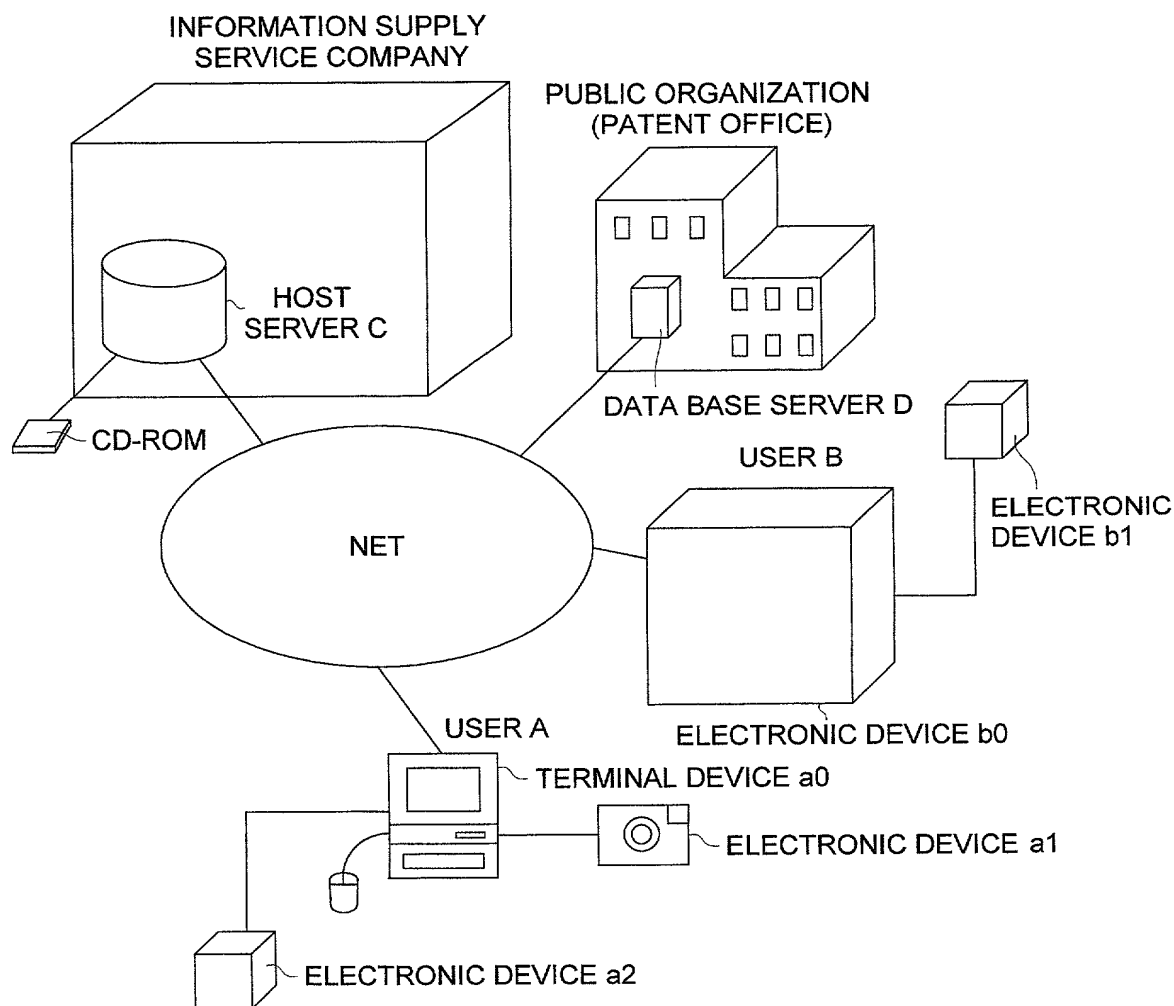 INFORMATION SUPPLY
SERVICE COMPANY
PUBLIC ORGANIZATION
(PATENT OFFICE)
HOST
SERVER C
DATA BASE SERVER D
CD-ROM
USER B
ELECTRONIC
DEVICE b1
NET
ELECTRONIC DEVICE b0
USER A
TERMINAL DEVICE a0
ELECTRONIC DEVICE a1
ELECTRONIC DEVICE a2